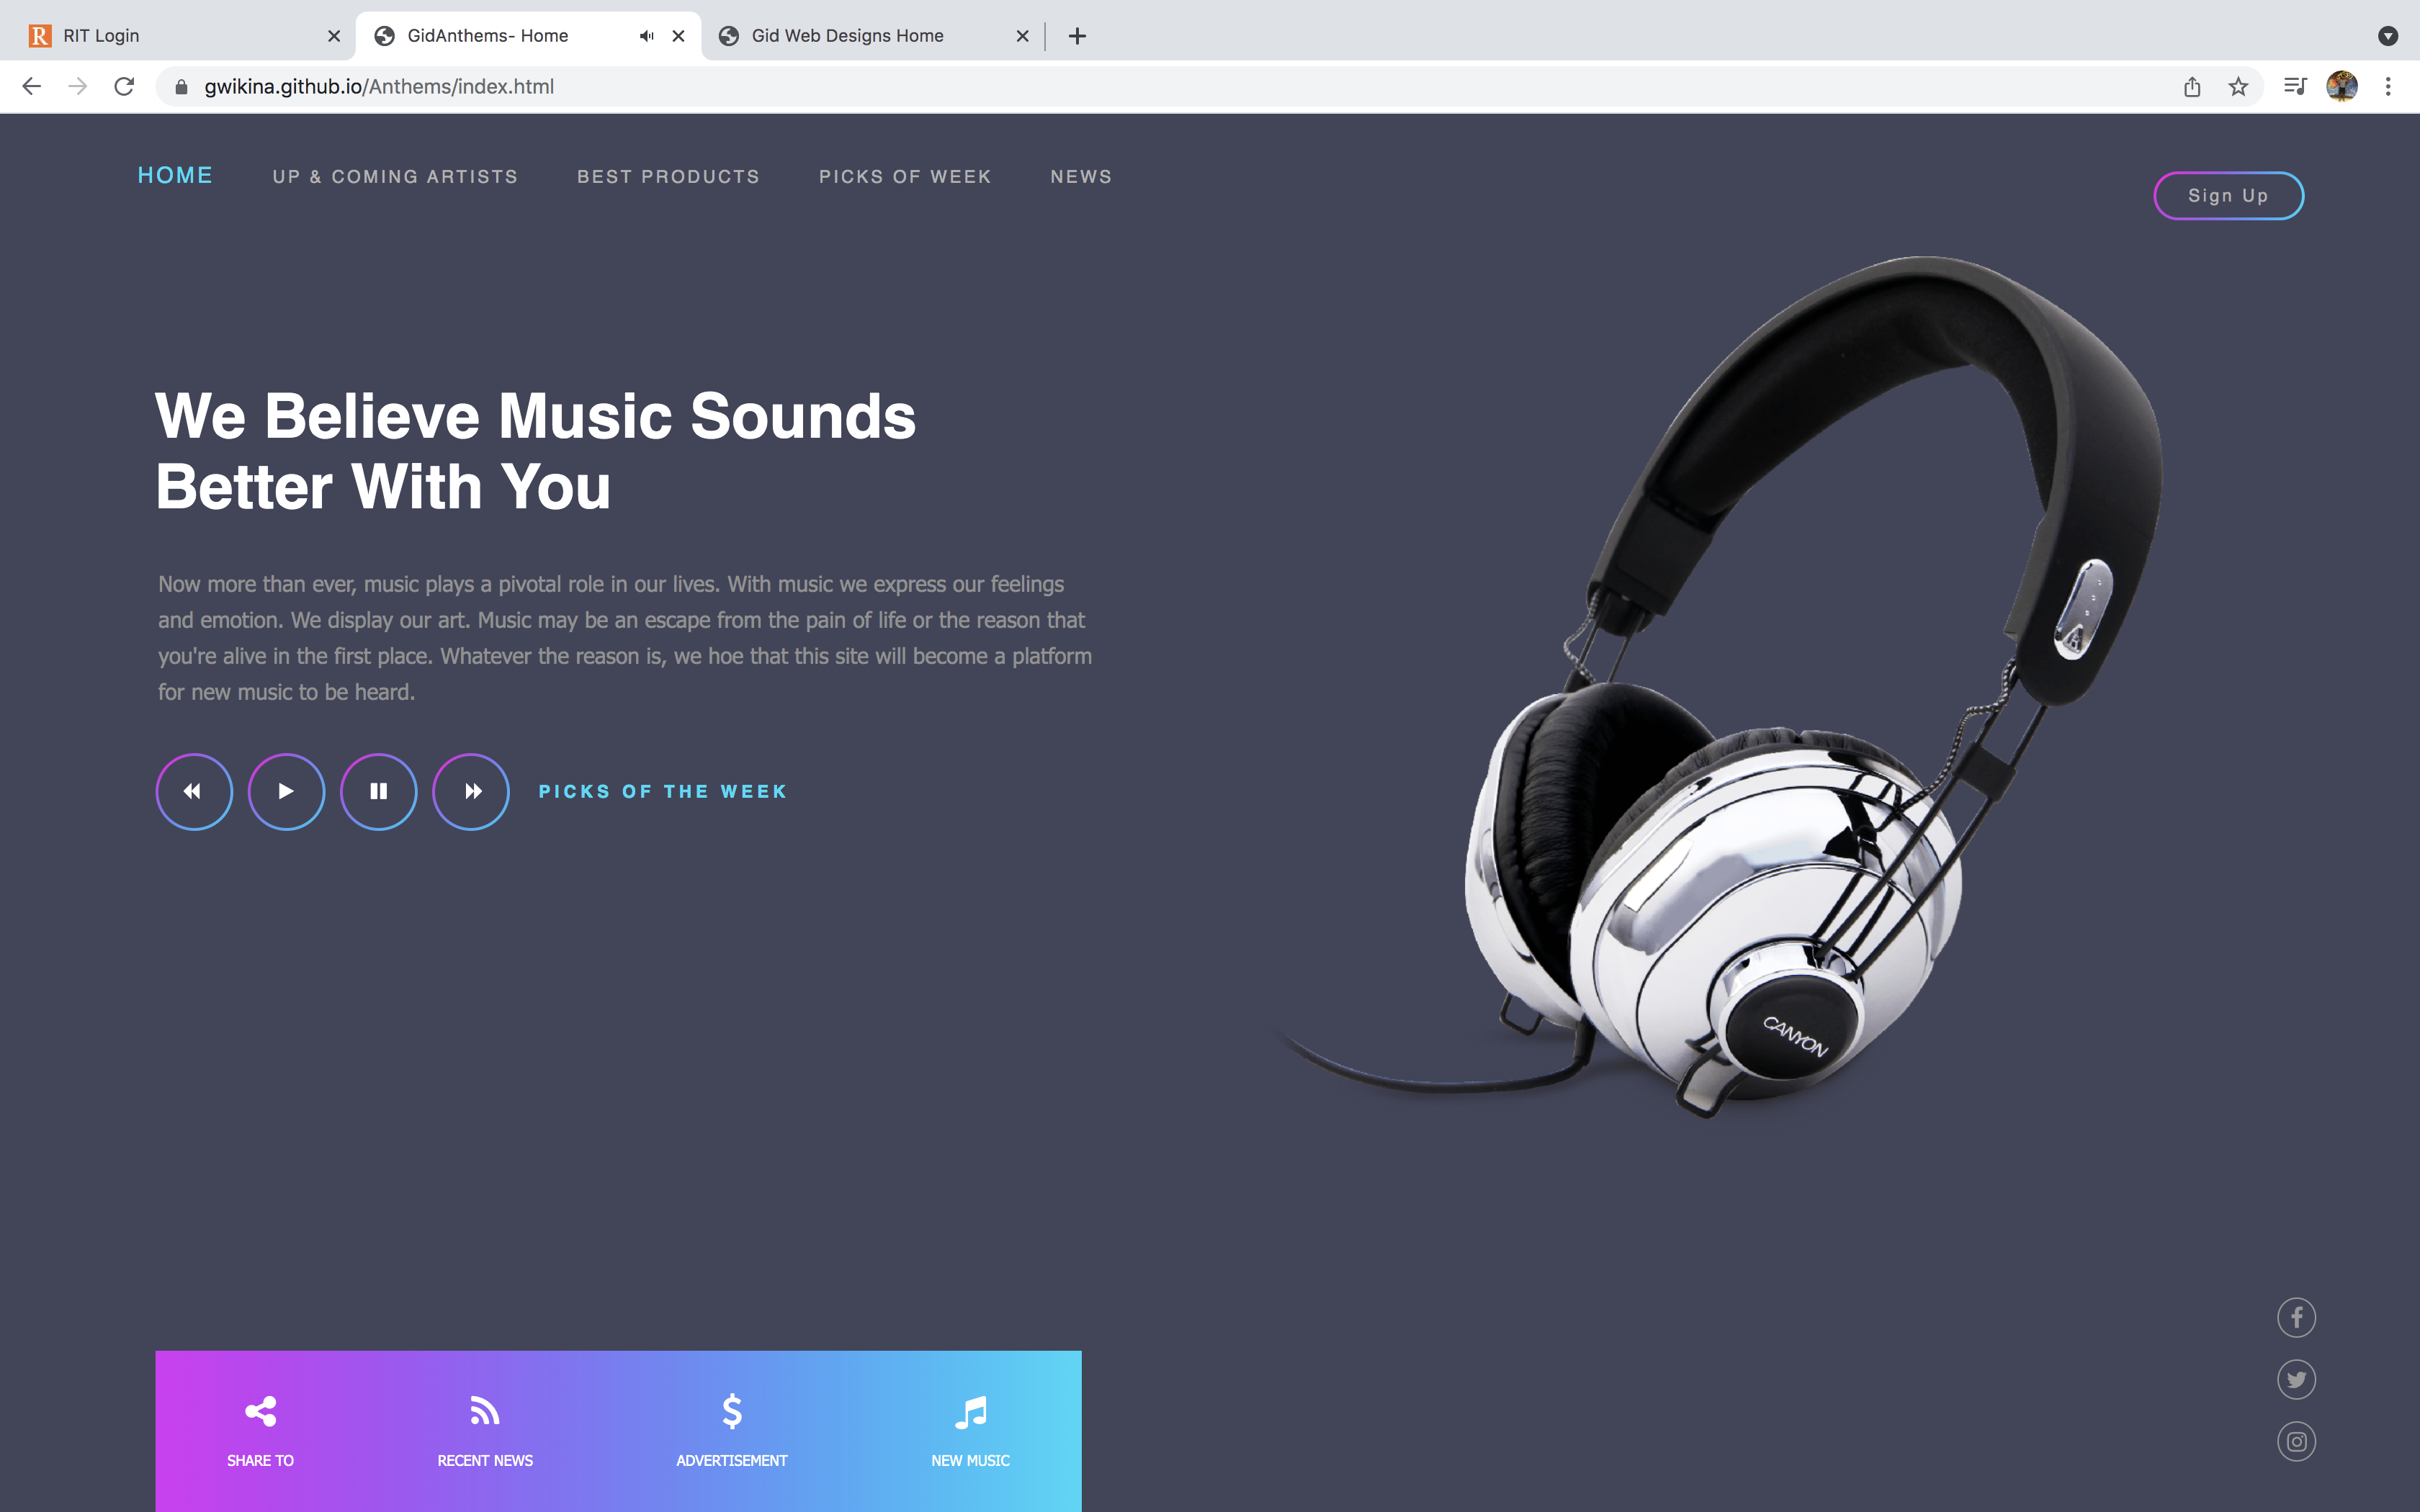 RIT Login
GidAnthems- Home
Gid Web Designs Home
gwikina.github.io/Anthems/index.html
HOME
UP & COMING ARTISTS
BEST PRODUCTS
PICKS OF WEEK
NEWS
Sign Up
We Believe Music Sounds
Better With You
Now more than ever, music plays a pivotal role in our lives. With music we express our feelings
and emotion. We display our art. Music may be an escape from the pain of life or the reason that
you're alive in the first place. Whatever the reason is, we hoe that this site will become a platform
for new music to be heard.
PICKS OF THE WEEK
CANYON
SHARE TO
RECENT NEWS
ADVERTISEMENT
NEW MUSIC